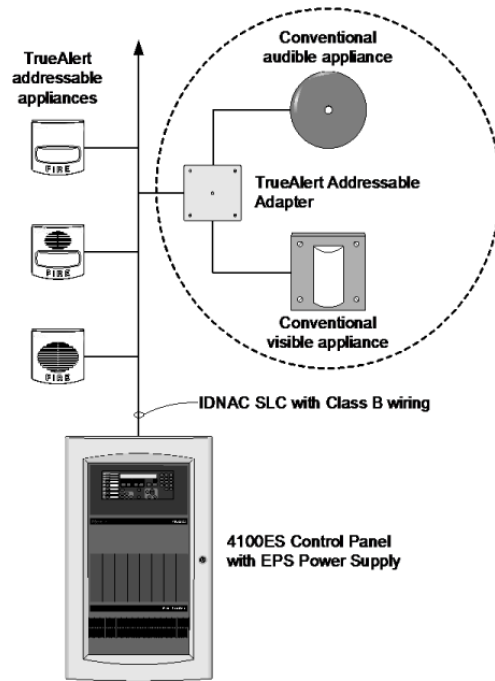 TrueAlert
addressable
appliances
Conventional
audible appliance
FIRE
TrueAlert Addressable
Adapter
FIRE
Conventional
visible appliance
FIRE
IDNAC SLC with Class B wiring
4100ES Control Panel
with EPS Power Supply